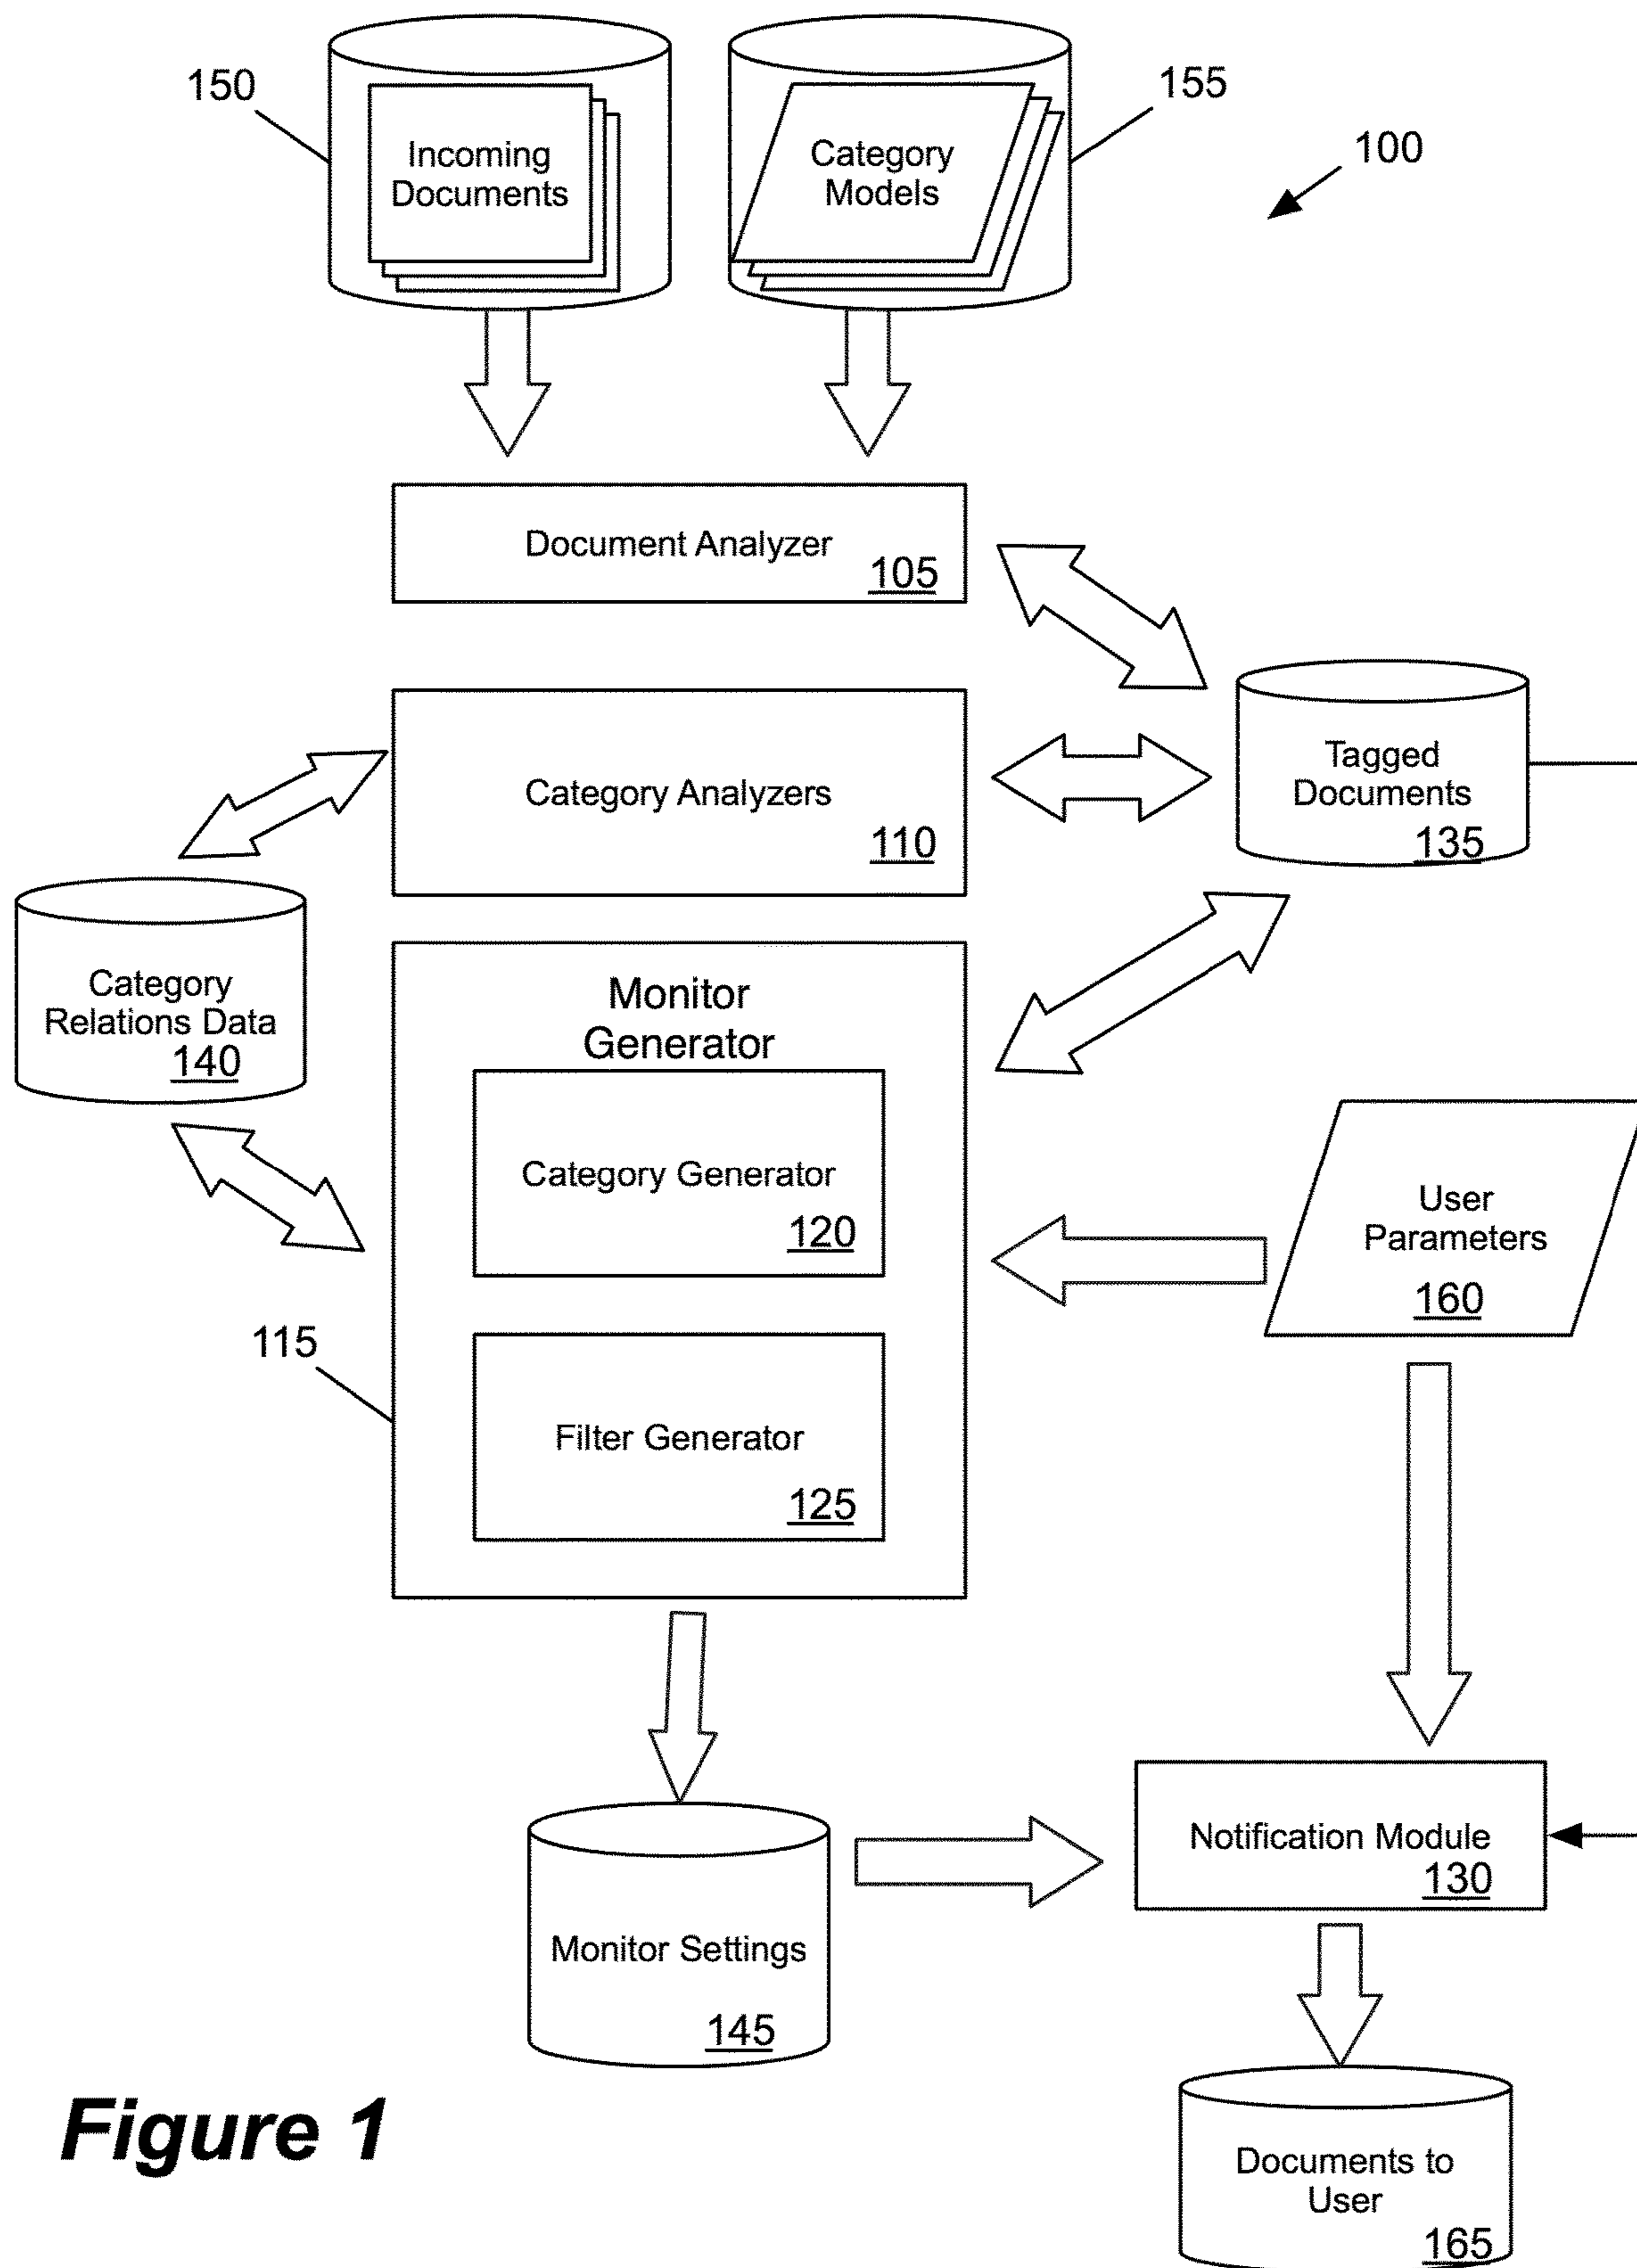 150
Incoming
Documents
Category
Models
155
100
Document Analyzer
105
Category Analyzers
110
Tagged
Documents
135
Category
Relations Data
140
Monitor
Generator
Category Generator
120
User
Parameters
160
115
Filter Generator
125
Notification Module
130
Monitor Settings
145
Figure 1
Documents to
User
165